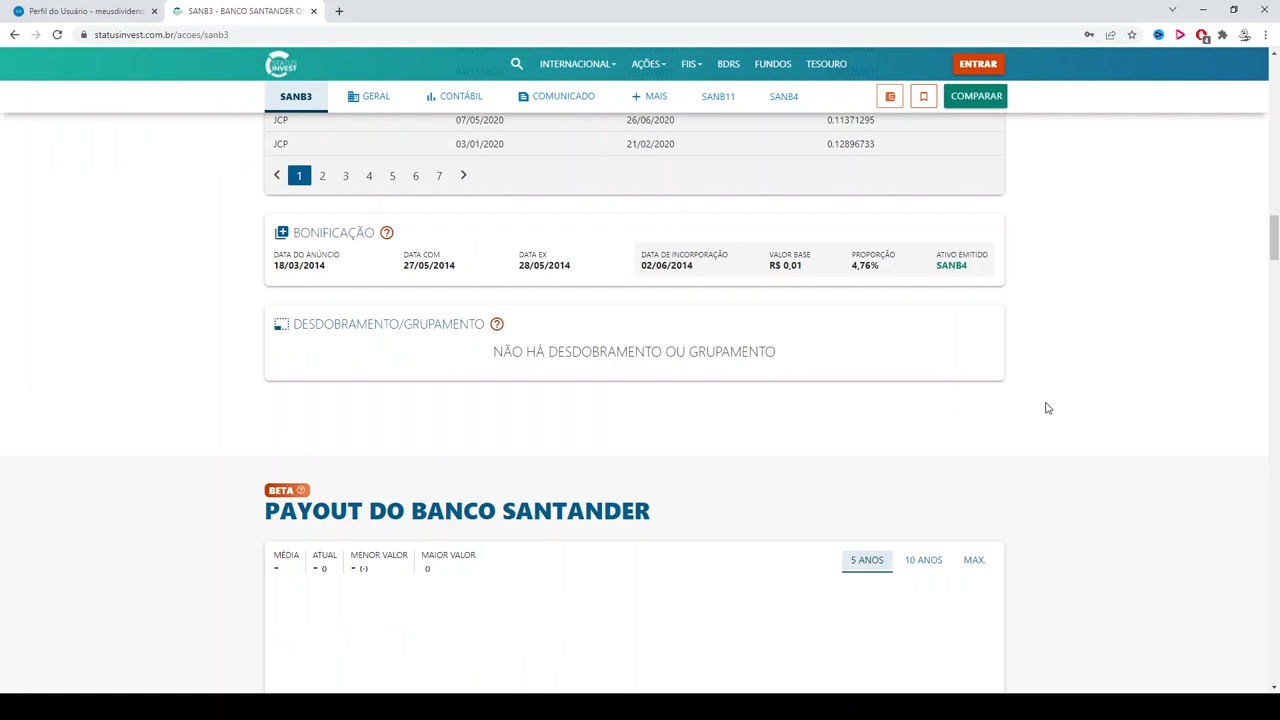 Perfil do Usuário - meusdividend
SANB3 - BANCO SANTANDER O
statusinvest.com.br/acoes/sanb3
4
STATUS INVEST
INTERNACIONAL
AÇÕES
FIIS
BDRS
FUNDOS
TESOURO
ENTRAR
SANB3
GERAL
CONTÁBIL
COMUNICADO
MAIS
SANB11
SANB4
COMPARAR
JCP 07/05/2020 26/06/2020 0.11371295
JCP 03/01/2020 21/02/2020 0.12896733
1 2 3 4 5 6 7
BONIFICAÇÃO
DATA DO ANÚNCIO DATA COM DATA EX DATA DE INCORPORAÇÃO VALOR BASE PROPORÇÃO ATIVO EMITIDO
18/03/2014 27/05/2014 28/05/2014 02/06/2014 R$ 0,01 4,76% SANB4
DESDOBRAMENTO/GRUPAMENTO
NÃO HÁ DESDOBRAMENTO OU GRUPAMENTO
BETA
PAYOUT DO BANCO SANTANDER
MÉDIA ATUAL MENOR VALOR MAIOR VALOR
- - 0 - (-) 0
5 ANOS 10 ANOS MAX.